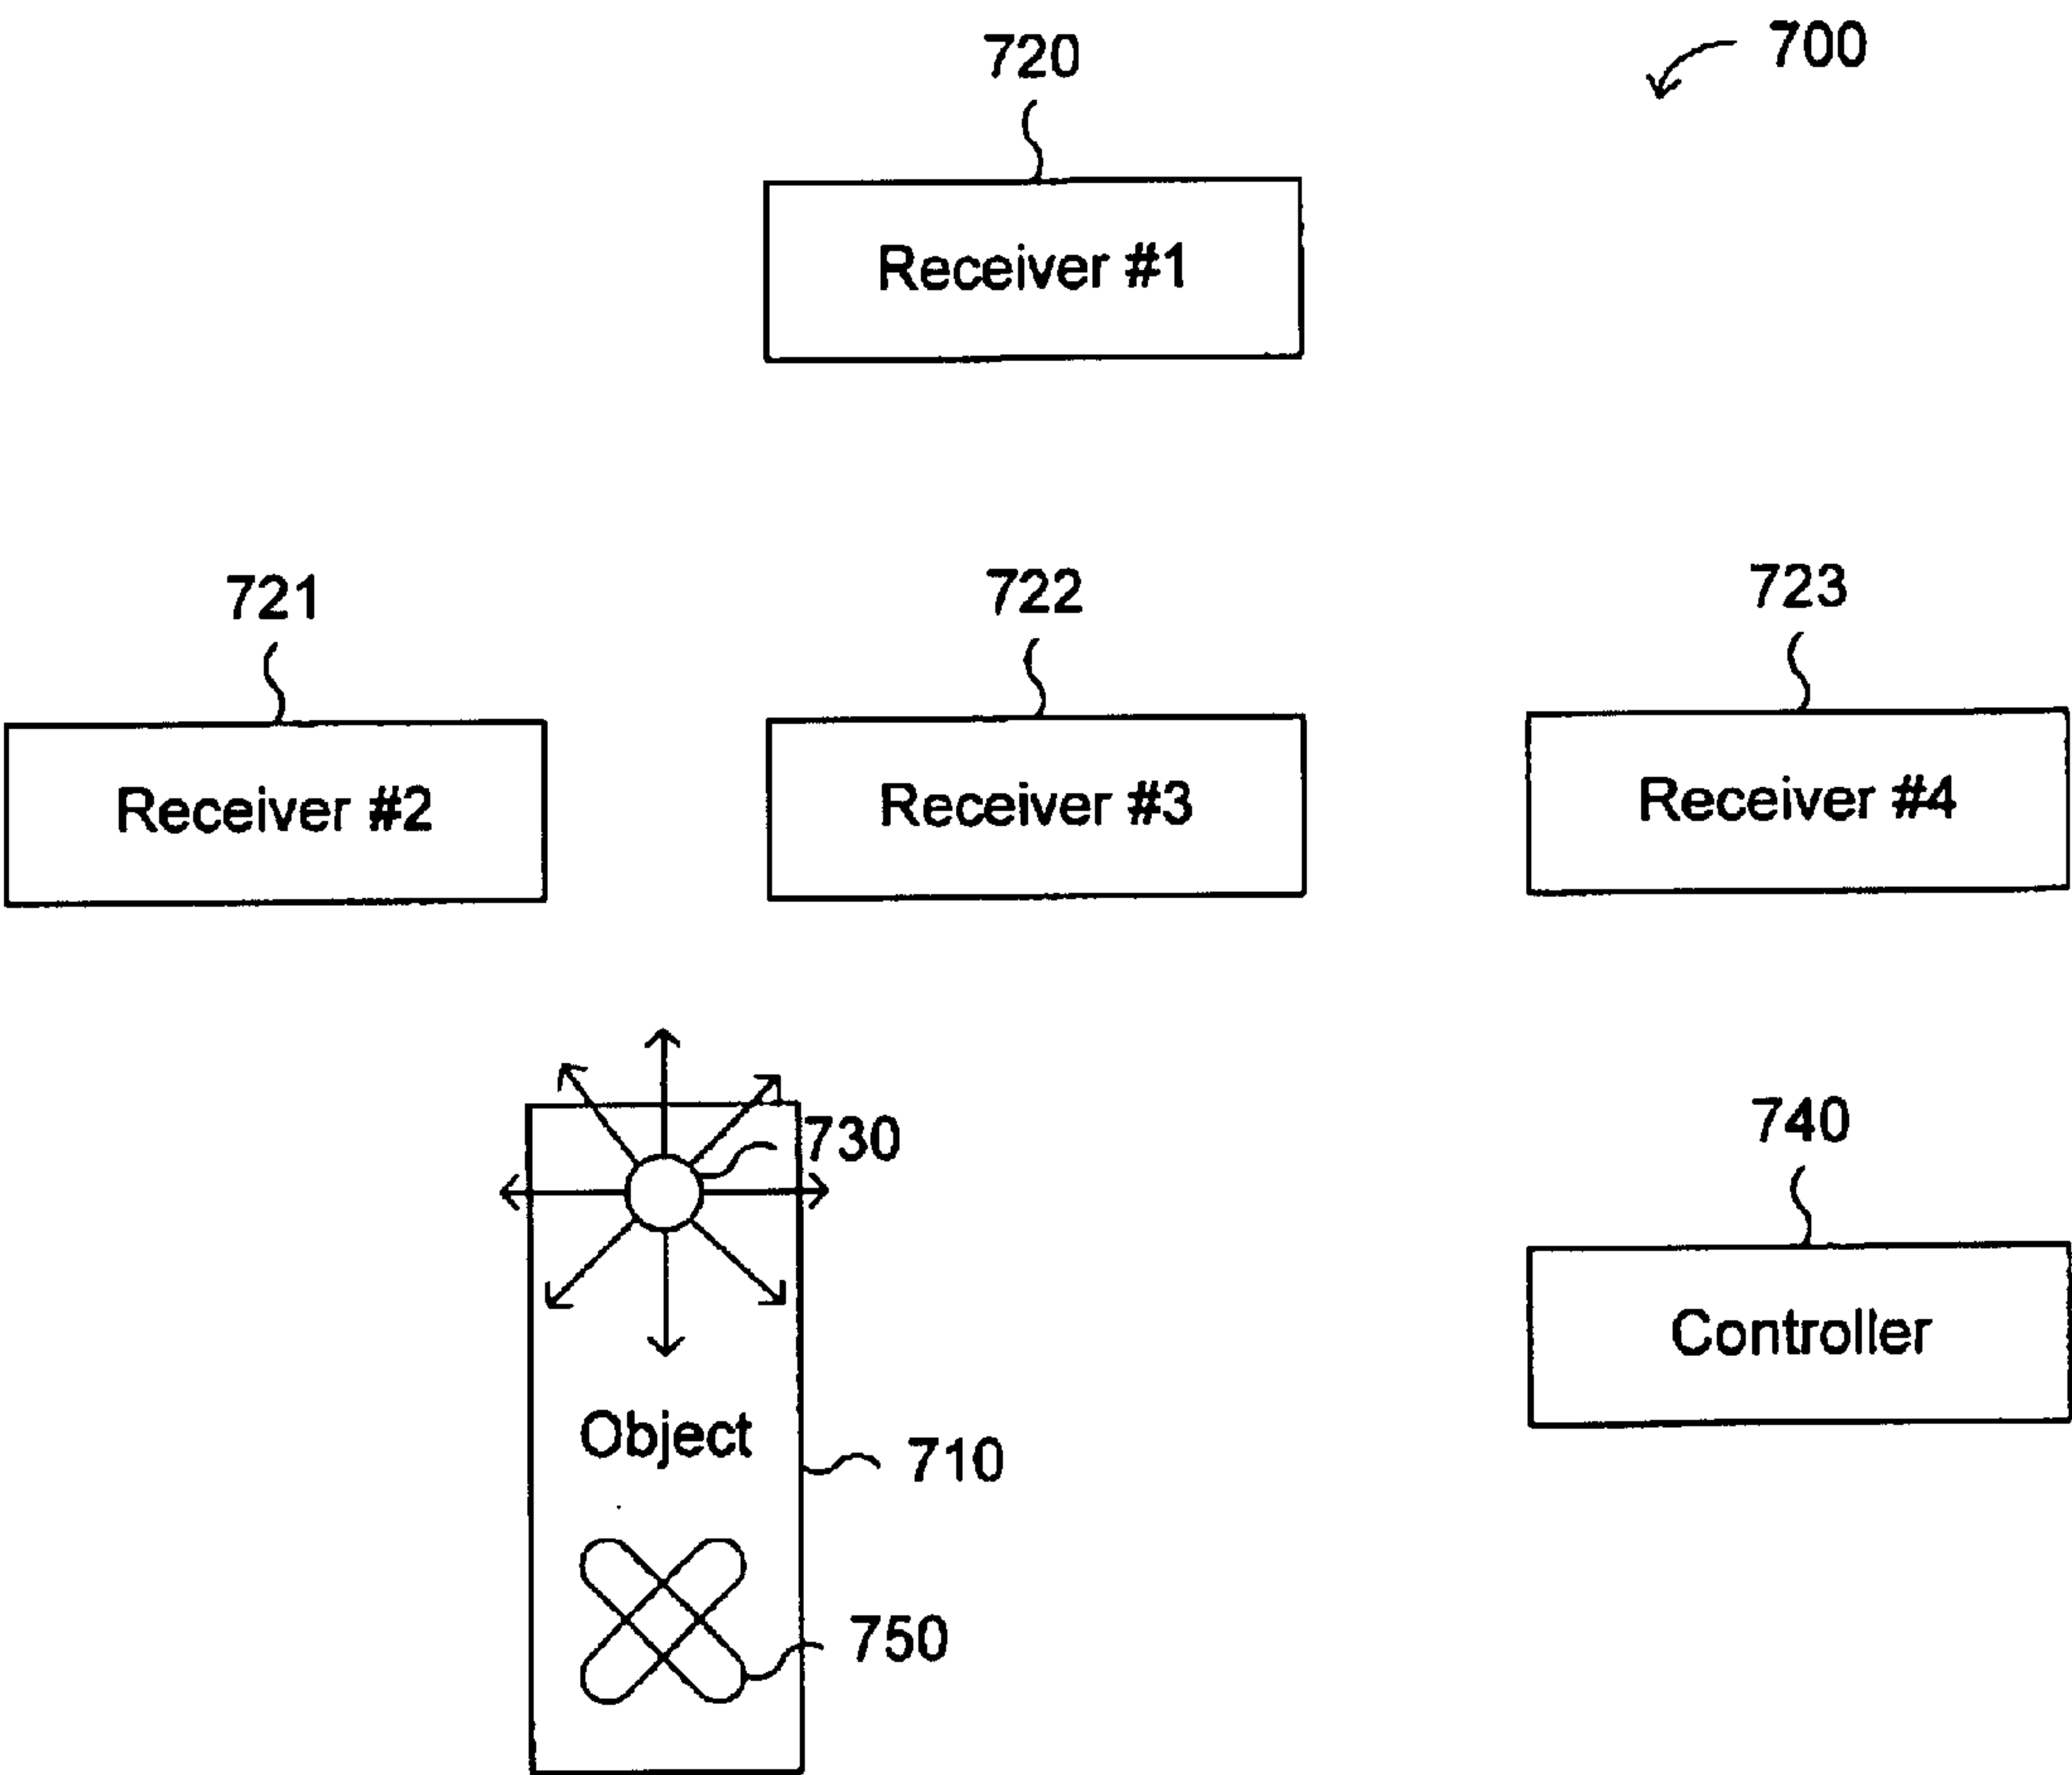 720
700
Receiver #1
721
722
723
Receiver #2
Receiver #3
Receiver #4
730
740
Controller
Object
710
750